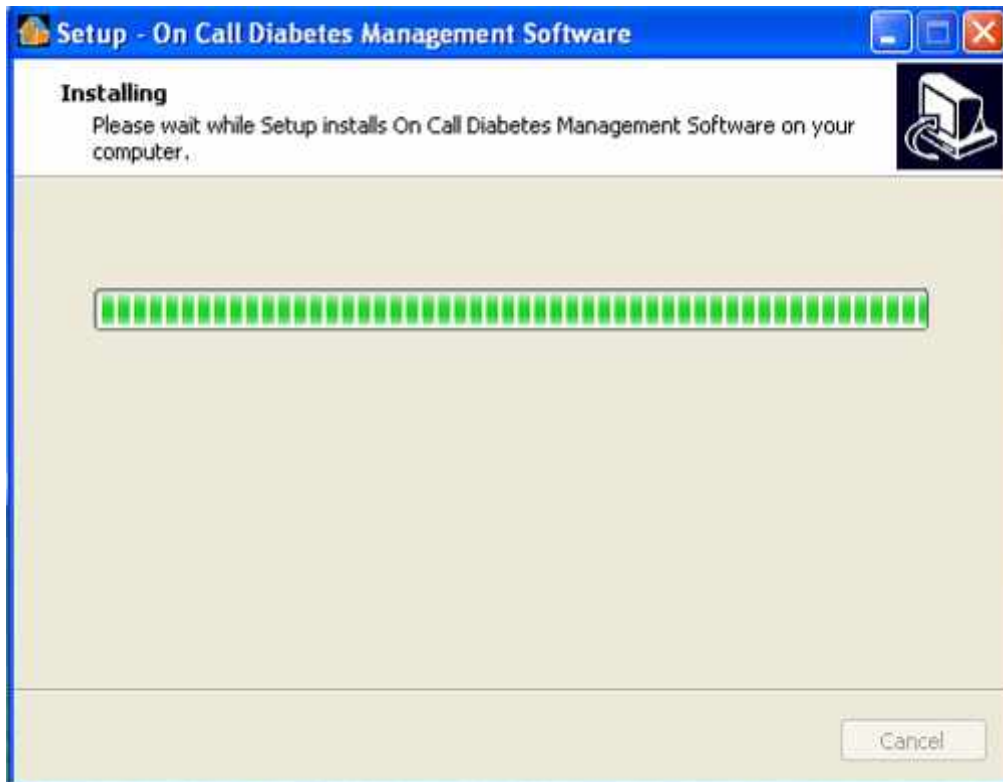 Setup - On Call Diabetes Management Software
Installing
Please wait while Setup installs On Call Diabetes Management Software on your
computer.
Cancel